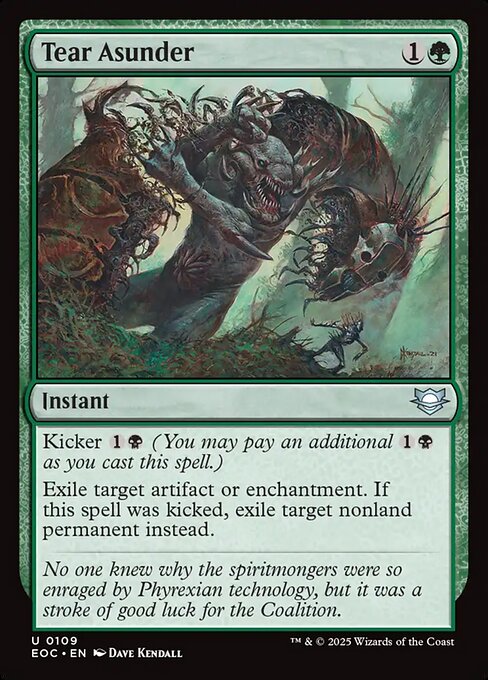 Tear Asunder 1
Instant
Kicker 1 (You may pay an additional 1
as you cast this spell.)
Exile target artifact or enchantment. If
this spell was kicked, exile target nonland
permanent instead.
No one knew why the spiritmongers were so
enraged by Phyrexian technology, but it was a
stroke of good luck for the Coalition.
U 0109 ™ & © 2025 Wizards of the Coast
EOC • EN Dave Kendall